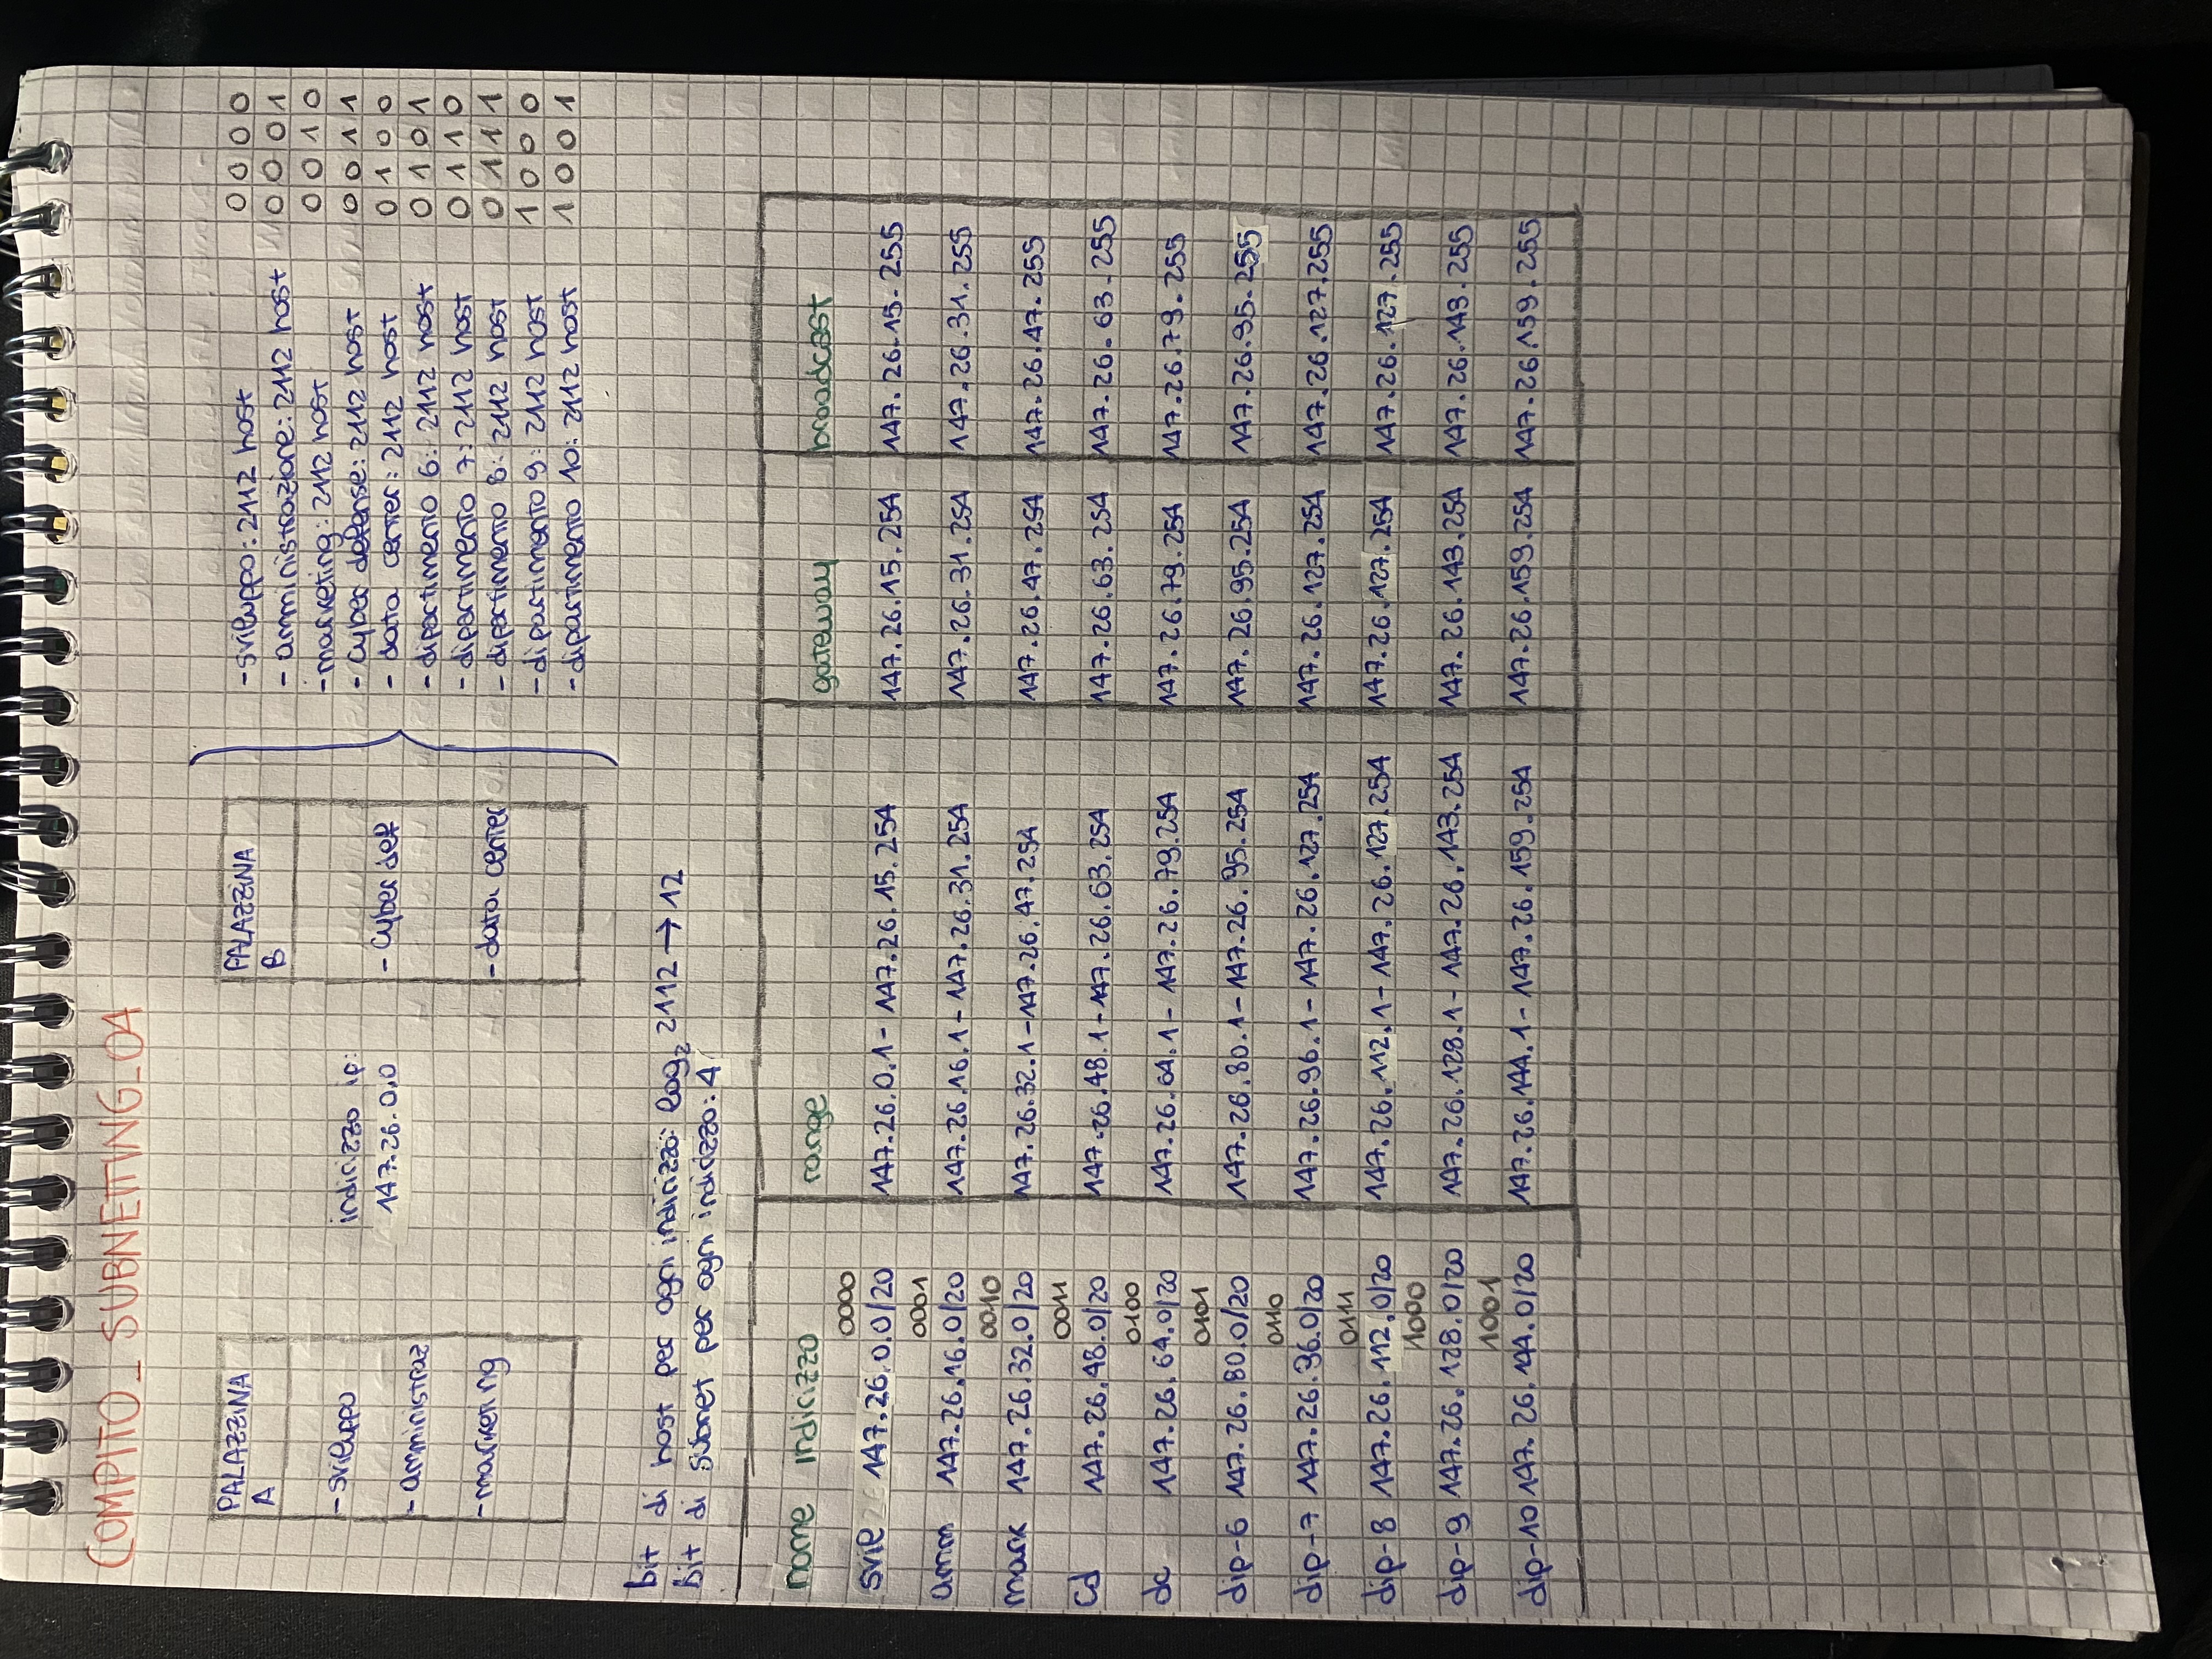 COMPITO_SUBNETTING_04
PALAZZINA
A
-sviluppo
-amministraz
-marketing
indirizzo ip:
147.26.0.0
PALAZZINA
B
-Cyber def
-data center
-sviluppo: 2112 host 0000
-amministrazione: 2112 host 0001
-marketing: 2112 host 0010
-cyber defense: 2112 host 0011
-data center: 2112 host 0100
-dipartimento 6: 2112 host 0101
-dipartimento 7: 2112 host 0110
-dipartimento 8: 2112 host 0111
-dipartimento 9: 2112 host 1000
-dipartimento 10: 2112 host 1001
bit di host per ogni indirizzo: log2 2112 → 12
Bit di subnet per ogni indirizzo: 4
nome indirizzo range gateway broadcast
0000
svil 147.26.0.0/20 147.26.0.1 - 147.26.15.254 147.26.15.254 147.26.15.255
0001
amm 147.26.16.0/20 147.26.16.1 - 147.26.31.254 147.26.31.254 147.26.31.255
0010
mark 147.26.32.0/20 147.26.32.1 - 147.26.47.254 147.26.47.254 147.26.47.255
0011
Cd 147.26.48.0/20 147.26.48.1 - 147.26.63.254 147.26.63.254 147.26.63.255
0100
dc 147.26.64.0/20 147.26.64.1 - 147.26.79.254 147.26.79.254 147.26.79.255
0101
dip-6 147.26.80.0/20 147.26.80.1 - 147.26.95.254 147.26.95.254 147.26.95.255
0110
dip-7 147.26.96.0/20 147.26.96.1 - 147.26.127.254 147.26.127.254 147.26.127.255
0111
dip-8 147.26.112.0/20 147.26.112.1 - 147.26.127.254 147.26.127.254 147.26.127.255
1000
dip-9 147.26.128.0/20 147.26.128.1 - 147.26.143.254 147.26.143.254 147.26.143.255
1001
dip-10 147.26.144.0/20 147.26.144.1 - 147.26.159.254 147.26.159.254 147.26.159.255